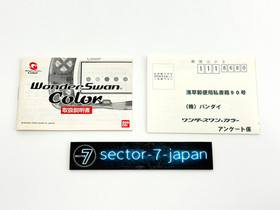 WonderSwan
Color
取扱説明書
BANDAI
1118680
浅草郵便局私書箱90号
(株) バンダイ
ワンダースワンカラー
アンケート係
7
sector-7-japan